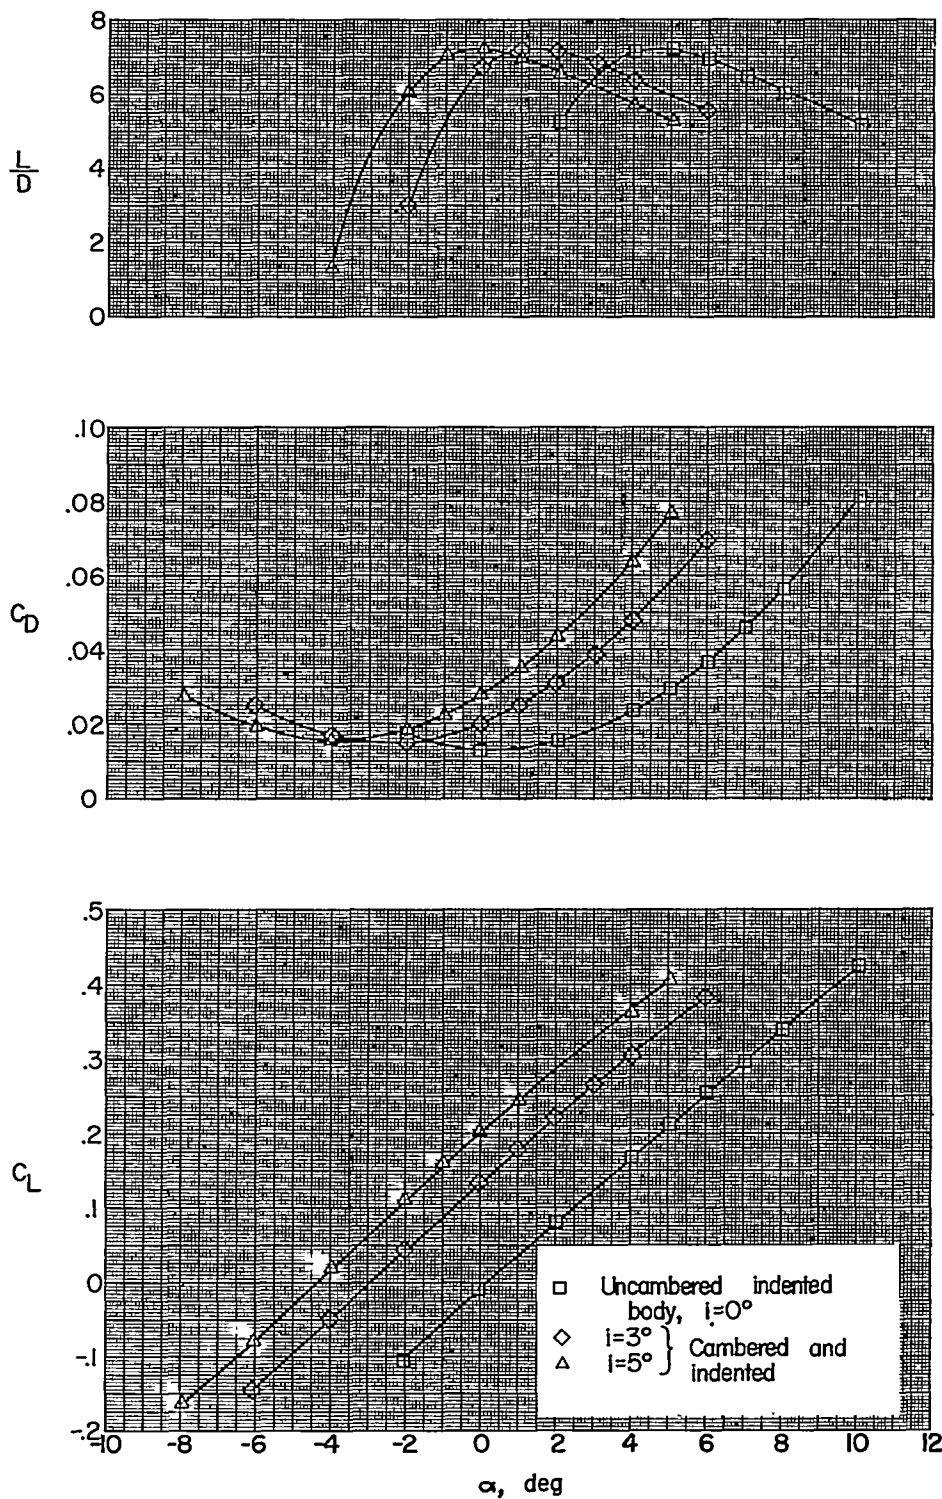 8
6
4
2
0
L
D
.10
.08
.06
.04
.02
0
C_D
.5
.4
.3
.2
.1
0
-.1
-.2
C_L
Uncambered indented
body, i=0°
i=3°
i=5°
Cambered and
indented
-10 -8 -6 -4 -2 0 2 4 6 8 10 12
α, deg